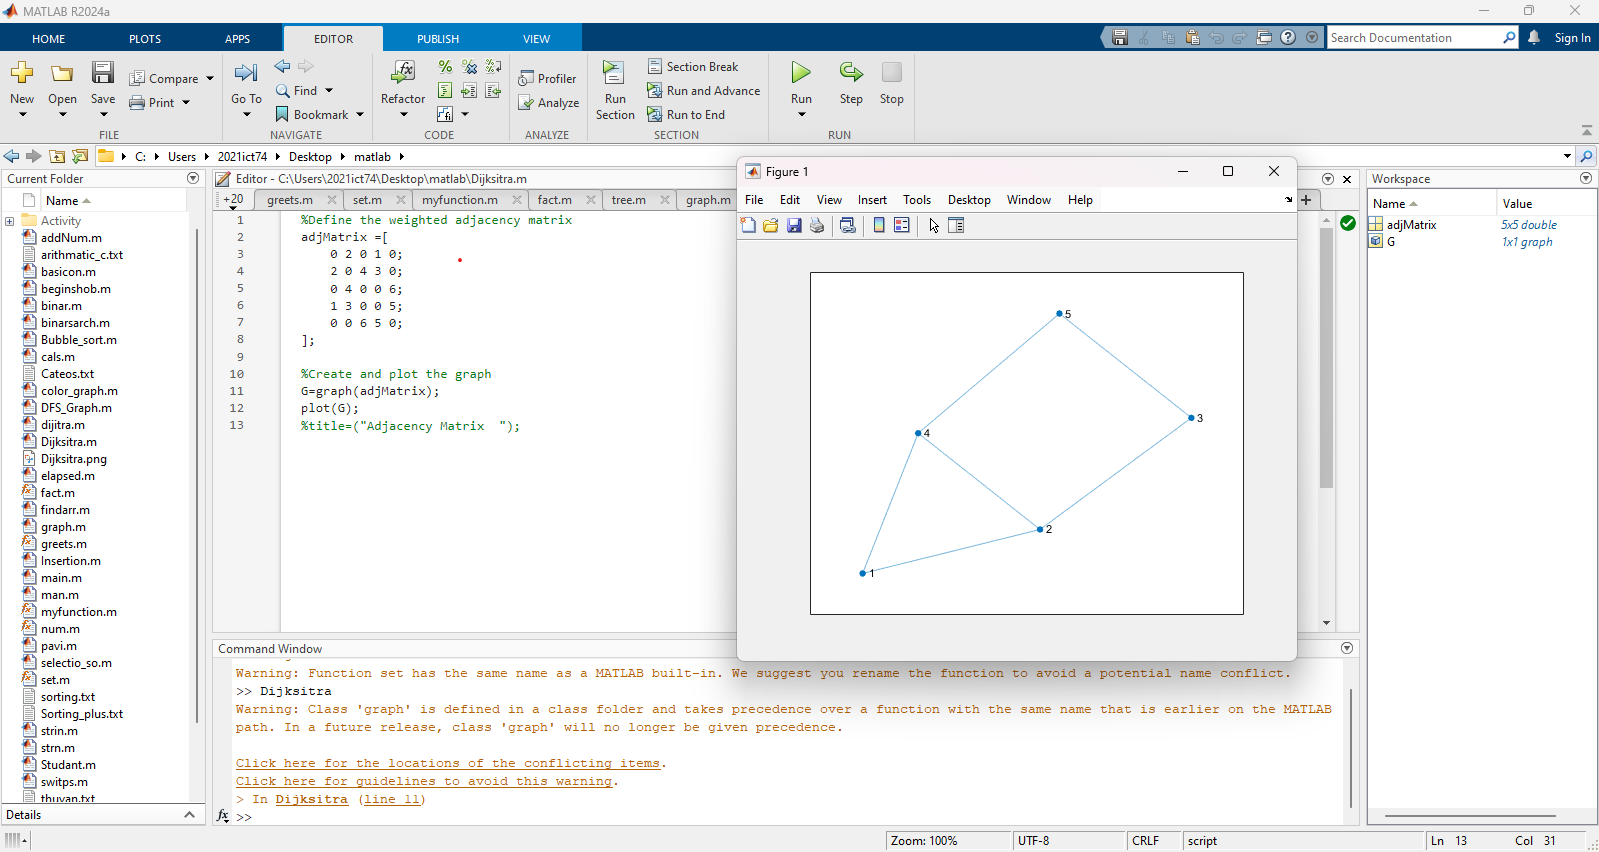 MATLAB R2024a
HOME PLOTS APPS EDITOR PUBLISH VIEW
Search Documentation
Sign In
New Open Save
Compare
Print
FILE
Go To
Find
Bookmark
NAVIGATE
Refactor
CODE
Profiler
Analyze
ANALYZE
Run Section
Section Break
Run and Advance
Run to End
SECTION
Run Step Stop
RUN
C: Users 2021ict74 Desktop matlab
Current Folder
Name
Activity
addNum.m
arithmatic_c.txt
basicon.m
beginshob.m
binar.m
binarsarch.m
Bubble_sort.m
cals.m
Cateos.txt
color_graph.m
DFS_Graph.m
dijitra.m
Dijksitra.m
Dijksitra.png
elapsed.m
fact.m
findarr.m
graph.m
greets.m
Insertion.m
main.m
man.m
myfunction.m
num.m
pavi.m
selectio_so.m
set.m
sorting.txt
Sorting_plus.txt
strin.m
strn.m
Studant.m
switps.m
thuvan.txt
Details
Editor - C:\Users\2021ict74\Desktop\matlab\Dijksitra.m
+20 greets.m set.m myfunction.m fact.m tree.m graph.m
1 %Define the weighted adjacency matrix
2 adjMatrix =[
3 0 2 0 1 0;
4 2 0 4 3 0;
5 0 4 0 0 6;
6 1 3 0 0 5;
7 0 0 6 5 0;
8 ];
9
10 %Create and plot the graph
11 G=graph(adjMatrix);
12 plot(G);
13 %title=("Adjacency Matrix  ");
Figure 1
File Edit View Insert Tools Desktop Window Help
5
3
4
2
1
Workspace
Name Value
adjMatrix 5x5 double
G 1x1 graph
Command Window
Warning: Function set has the same name as a MATLAB built-in. We suggest you rename the function to avoid a potential name conflict.
>> Dijksitra
Warning: Class 'graph' is defined in a class folder and takes precedence over a function with the same name that is earlier on the MATLAB
path. In a future release, class 'graph' will no longer be given precedence.
Click here for the locations of the conflicting items.
Click here for guidelines to avoid this warning.
> In Dijksitra (line 11)
fx >>
Zoom: 100% UTF-8 CRLF script Ln 13 Col 31